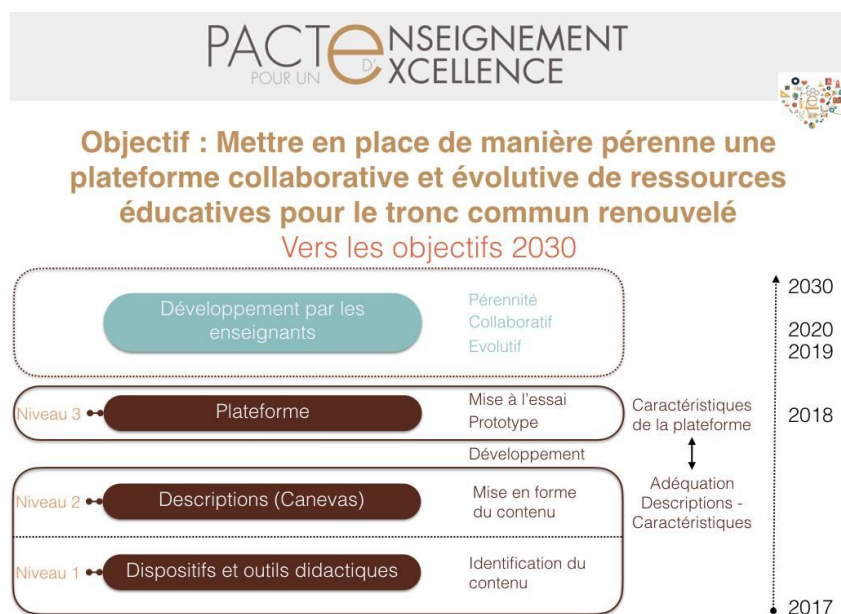 PACTe NSEIGNEMENT
POUR UN D' XCELLENCE
Objectif : Mettre en place de manière pérenne une
plateforme collaborative et évolutive de ressources
éducatives pour le tronc commun renouvelé
Vers les objectifs 2030
Développement par les
enseignants
Pérennité
Collaboratif
Evolutif
2030
2020
2019
Niveau 3
Plateforme
Mise à l'essai
Prototype
Caractéristiques
de la plateforme
2018
Développement
Niveau 2
Descriptions (Canevas)
Mise en forme
du contenu
Adéquation
Descriptions -
Caractéristiques
Niveau 1
Dispositifs et outils didactiques
Identification du
contenu
2017